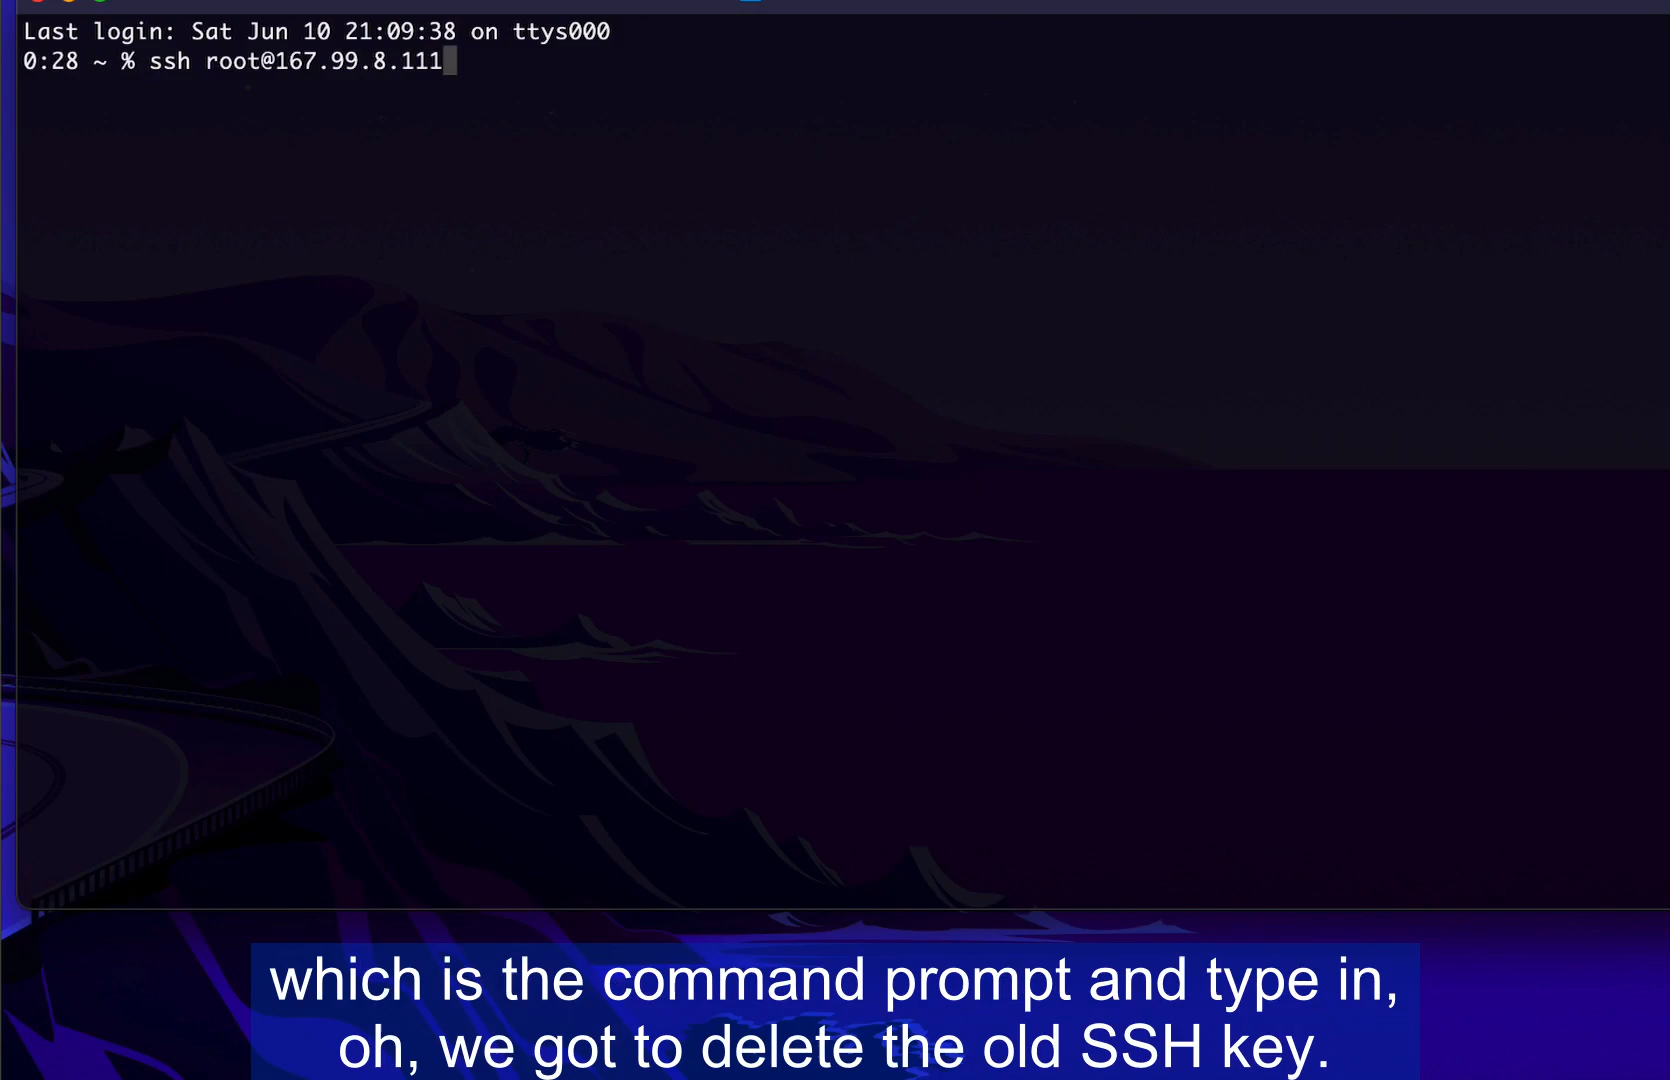 Last login: Sat Jun 10 21:09:38 on ttys000
0:28 ~ % ssh root@167.99.8.111
which is the command prompt and type in,
oh, we got to delete the old SSH key.